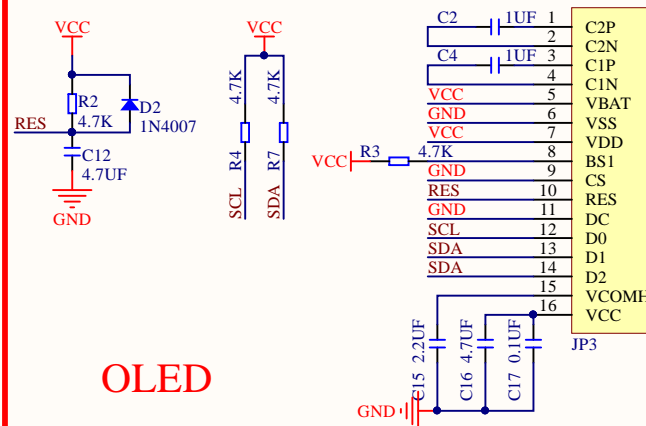 VCC
R2
4.7K
D2
1N4007
RES
C12
4.7UF
GND
VCC
4.7K
4.7K
R4
R7
SCL
SDA
OLED
C2 1UF 1 C2P
2 C2N
C4 1UF 3 C1P
4 C1N
VCC 5 VBAT
GND 6 VSS
VCC 7 VDD
VCC R3 4.7K 8 BS1
GND 9 CS
RES 10 RES
GND 11 DC
SCL 12 D0
SDA 13 D1
SDA 14 D2
15 VCOMH
16 VCC
JP3
C15 2.2UF
C16 4.7UF
C17 0.1UF
GND